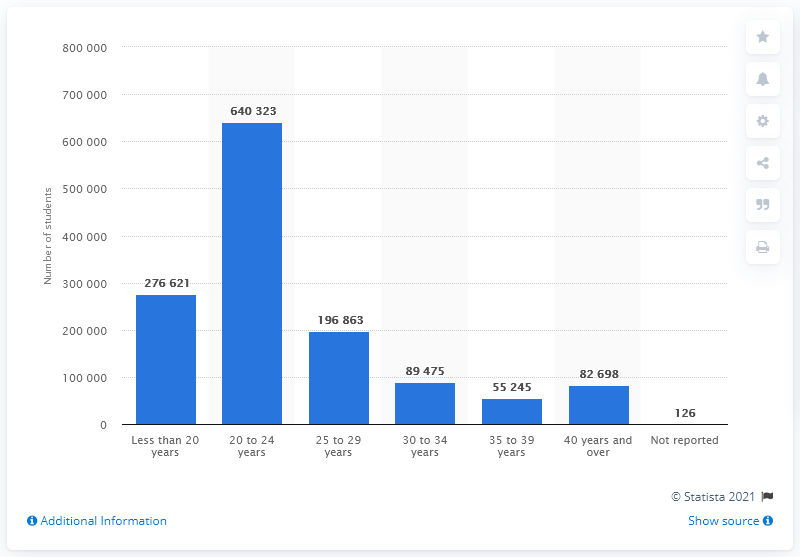 Number of students
800 000
700 000
600 000
500 000
400 000
300 000
200 000
100 000
0
276 621
640 323
196 863
89 475
55 245
82 698
126
Less than 20
years
20 to 24
years
25 to 29
years
30 to 34
years
35 to 39
years
40 years and
over
Not reported
© Statista 2021
Additional Information
Show source